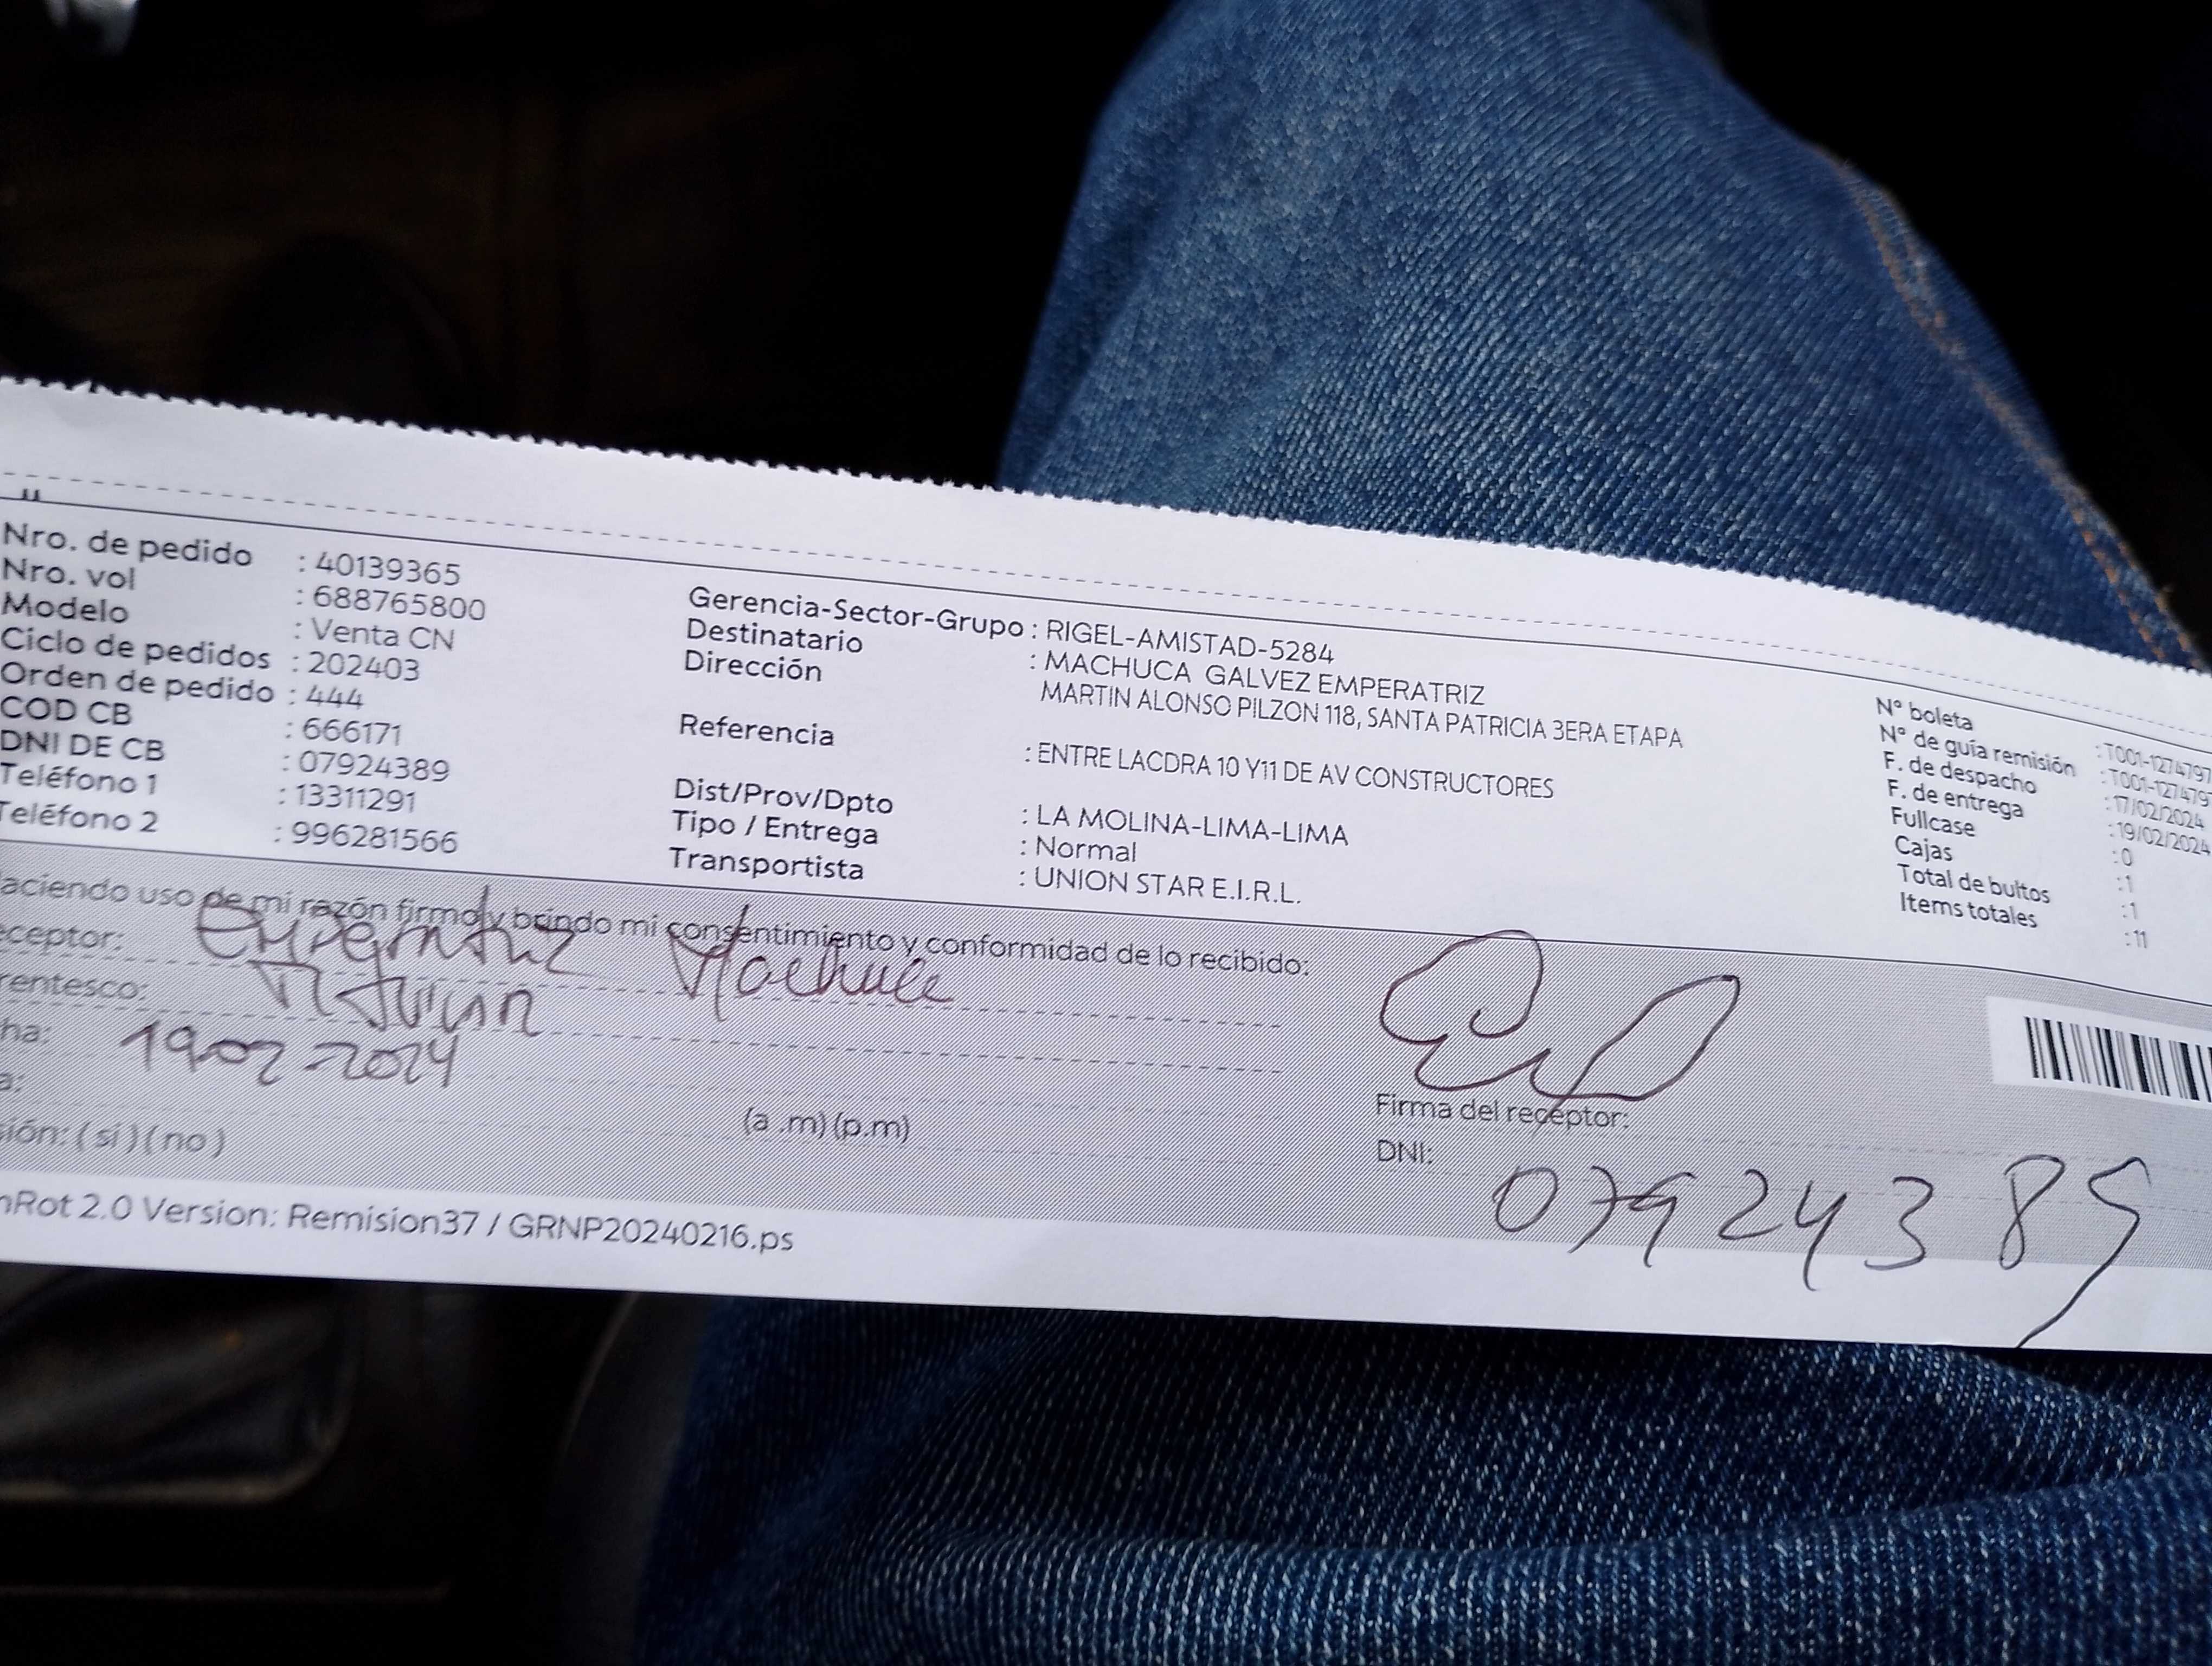 Nro. de pedido : 40139365
Nro. vol : 688765800
Modelo : Venta CN
Ciclo de pedidos : 202403
Orden de pedido : 444
COD CB : 666171
DNI DE CB : 07924389
Teléfono 1 : 13311291
Teléfono 2 : 996281566
Gerencia-Sector-Grupo : RIGEL-AMISTAD-5284
Destinatario : MACHUCA GALVEZ EMPERATRIZ
Dirección MARTIN ALONSO PILZON 118, SANTA PATRICIA 3ERA ETAPA
Referencia : ENTRE LACDRA 10 Y11 DE AV CONSTRUCTORES
Dist/Prov/Dpto : LA MOLINA-LIMA-LIMA
Tipo / Entrega : Normal
Transportista : UNION STAR E.I.R.L.
N° boleta : T001-1274797
N° de guía remisión : T001-127479
F. de despacho : 17/02/2024
F. de entrega : 19/02/2024
Fullcase : 0
Cajas : 1
Total de bultos : 1
Items totales : 11
aciendo uso de mi razón firmo y brindo mi consentimiento y conformidad de lo recibido:
eceptor: Emperatriz Machuca
rentesco: Titular
ha: 19-02-2024
a: (a .m) (p.m)
sión: ( si ) ( no )
Firma del receptor:
DNI: 07924389
nRot 2.0 Version: Remision37 / GRNP20240216.ps